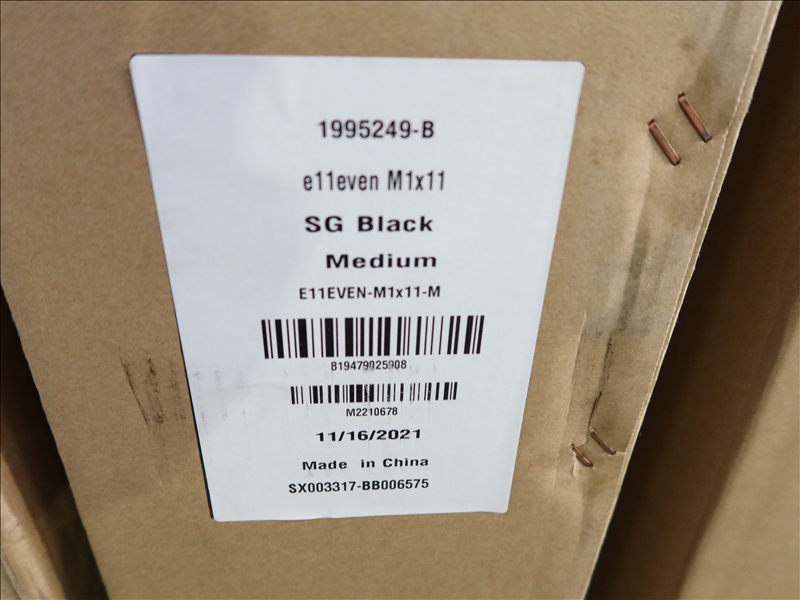 1995249-B
e11even M1x11
SG Black
Medium
E11EVEN-M1x11-M
819479025908
M2210678
11/16/2021
Made in China
SX003317-BB006575